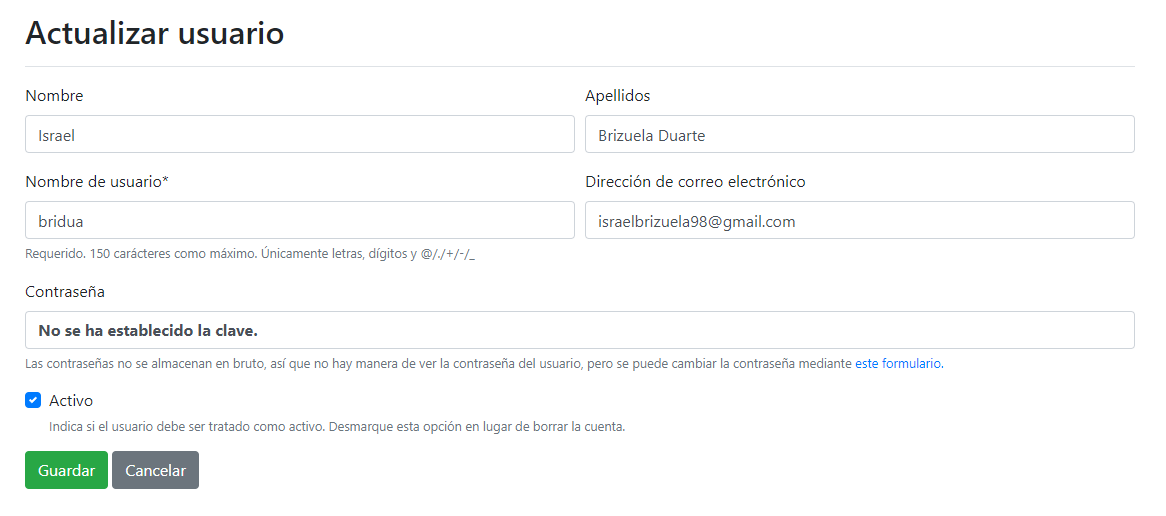 Actualizar usuario
Nombre
Apellidos
Israel
Brizuela Duarte
Nombre de usuario*
Dirección de correo electrónico
bridua
israelbrizuela98@gmail.com
Requerido. 150 carácteres como máximo. Únicamente letras, dígitos y @/./+/-/_
Contraseña
No se ha establecido la clave.
Las contraseñas no se almacenan en bruto, así que no hay manera de ver la contraseña del usuario, pero se puede cambiar la contraseña mediante este formulario.
Activo
Indica si el usuario debe ser tratado como activo. Desmarque esta opción en lugar de borrar la cuenta.
Guardar
Cancelar